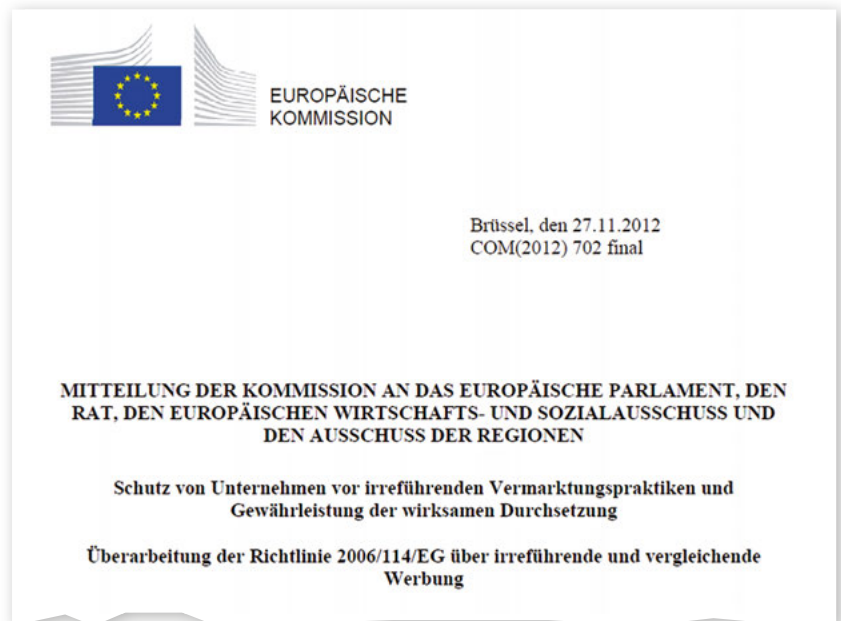 EUROPÄISCHE
KOMMISSION
Brüssel, den 27.11.2012
COM(2012) 702 final
MITTEILUNG DER KOMMISSION AN DAS EUROPÄISCHE PARLAMENT, DEN
RAT, DEN EUROPÄISCHEN WIRTSCHAFTS- UND SOZIALAUSSCHUSS UND
DEN AUSSCHUSS DER REGIONEN
Schutz von Unternehmen vor irreführenden Vermarktungspraktiken und
Gewährleistung der wirksamen Durchsetzung
Überarbeitung der Richtlinie 2006/114/EG über irreführende und vergleichende
Werbung